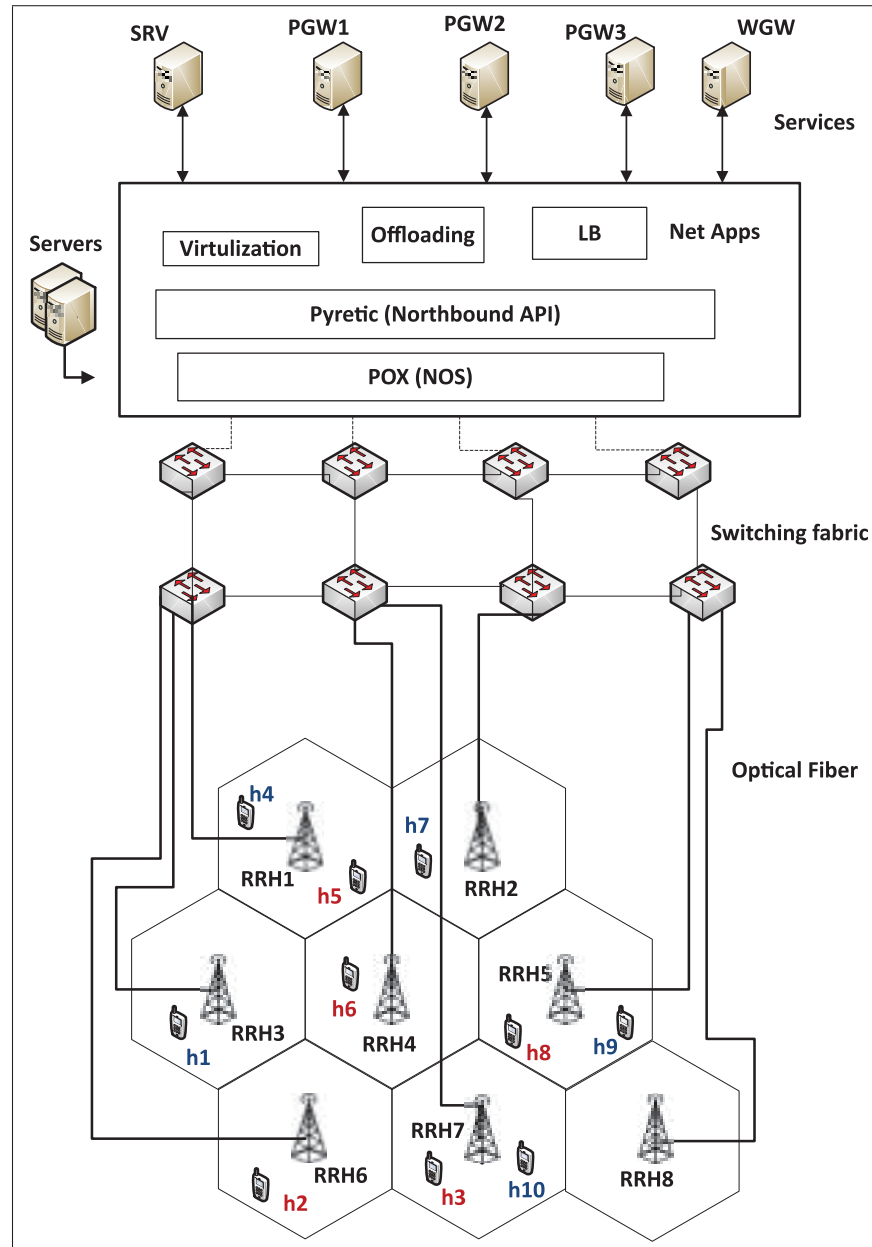 SRV
PGW1
PGW2
PGW3
WGW
Services
Servers
Virtulization
Offloading
LB
Net Apps
Pyretic (Northbound API)
POX (NOS)
Switching fabric
Optical Fiber
h4
RRH1
h5
h7
RRH2
RRH3
h1
h6
RRH4
RRH5
h8
h9
RRH6
h2
RRH7
h3
h10
RRH8